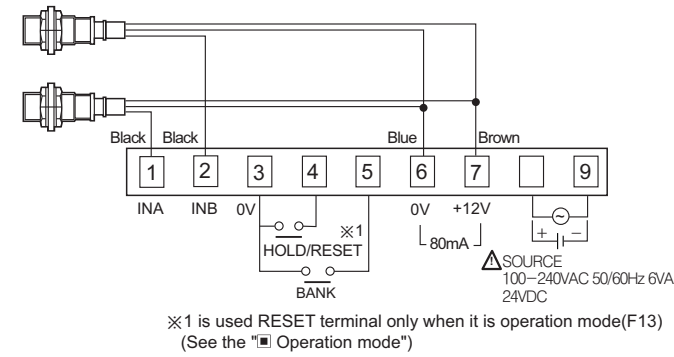 Black Black Blue Brown
1 2 3 4 5 6 7 9
INA INB 0V 0V +12V
※1
HOLD/RESET
80mA
+ −
BANK
⚠SOURCE
100−240VAC 50/60Hz 6VA
24VDC
※1 is used RESET terminal only when it is operation mode(F13)
(See the "▣ Operation mode")